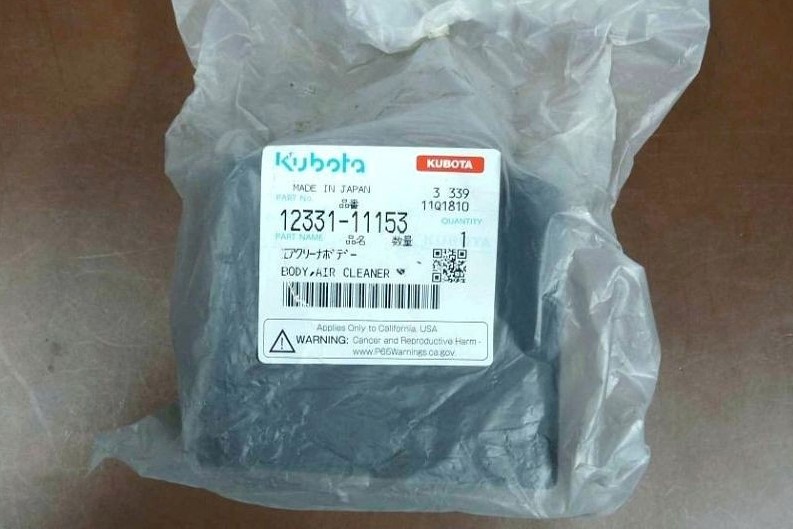 Kubota KUBOTA
MADE IN JAPAN 3 339
PART No. 品番 11Q1810
12331-11153 QUANTITY
PART NAME 品名 数量 1
エアクリーナボデー
BODY,AIR CLEANER
Applies Only to California, USA
WARNING: Cancer and Reproductive Harm -
www.P65Warnings.ca.gov